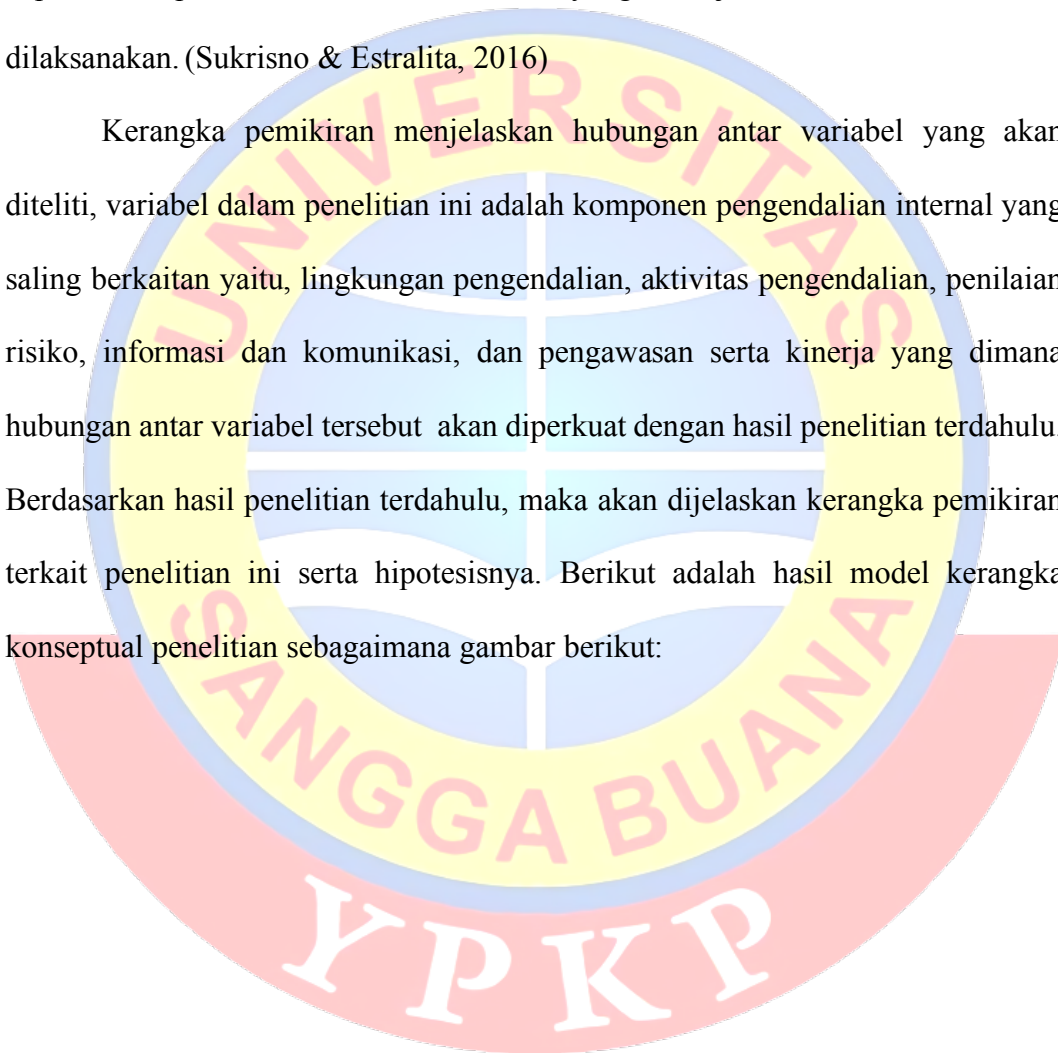 dilaksanakan. (Sukrisno & Estralita, 2016)
Kerangka pemikiran menjelaskan hubungan antar variabel yang akan
diteliti, variabel dalam penelitian ini adalah komponen pengendalian internal yang
saling berkaitan yaitu, lingkungan pengendalian, aktivitas pengendalian, penilaian
risiko, informasi dan komunikasi, dan pengawasan serta kinerja yang dimana
hubungan antar variabel tersebut akan diperkuat dengan hasil penelitian terdahulu.
Berdasarkan hasil penelitian terdahulu, maka akan dijelaskan kerangka pemikiran
terkait penelitian ini serta hipotesisnya. Berikut adalah hasil model kerangka
konseptual penelitian sebagaimana gambar berikut:
UNIVERSITAS
SANGGA BUANA
YPKP